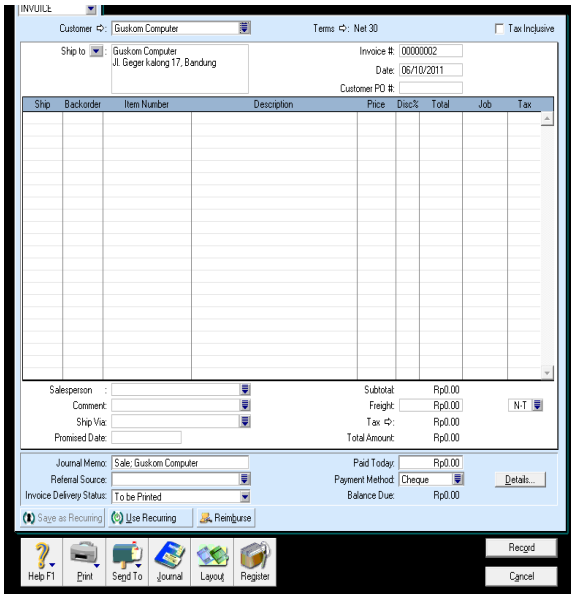 INVOICE
Customer ⇨: Guskom Computer Terms ⇨: Net 30 Tax Inclusive
Ship to : Guskom Computer Invoice #: 00000002
Jl. Geger kalong 17, Bandung
Date: 06/10/2011
Customer PO #:
Ship Backorder Item Number Description Price Disc% Total Job Tax
Salesperson : Subtotal: Rp0.00
Comment: Freight: Rp0.00 N-T
Ship Via: Tax ⇨: Rp0.00
Promised Date: Total Amount: Rp0.00
Journal Memo: Sale; Guskom Computer Paid Today: Rp0.00
Referral Source: Payment Method: Cheque Details...
Invoice Delivery Status: To be Printed Balance Due: Rp0.00
Save as Recurring Use Recurring Reimburse
Record
Help F1 Print Send To Journal Layout Register Cancel